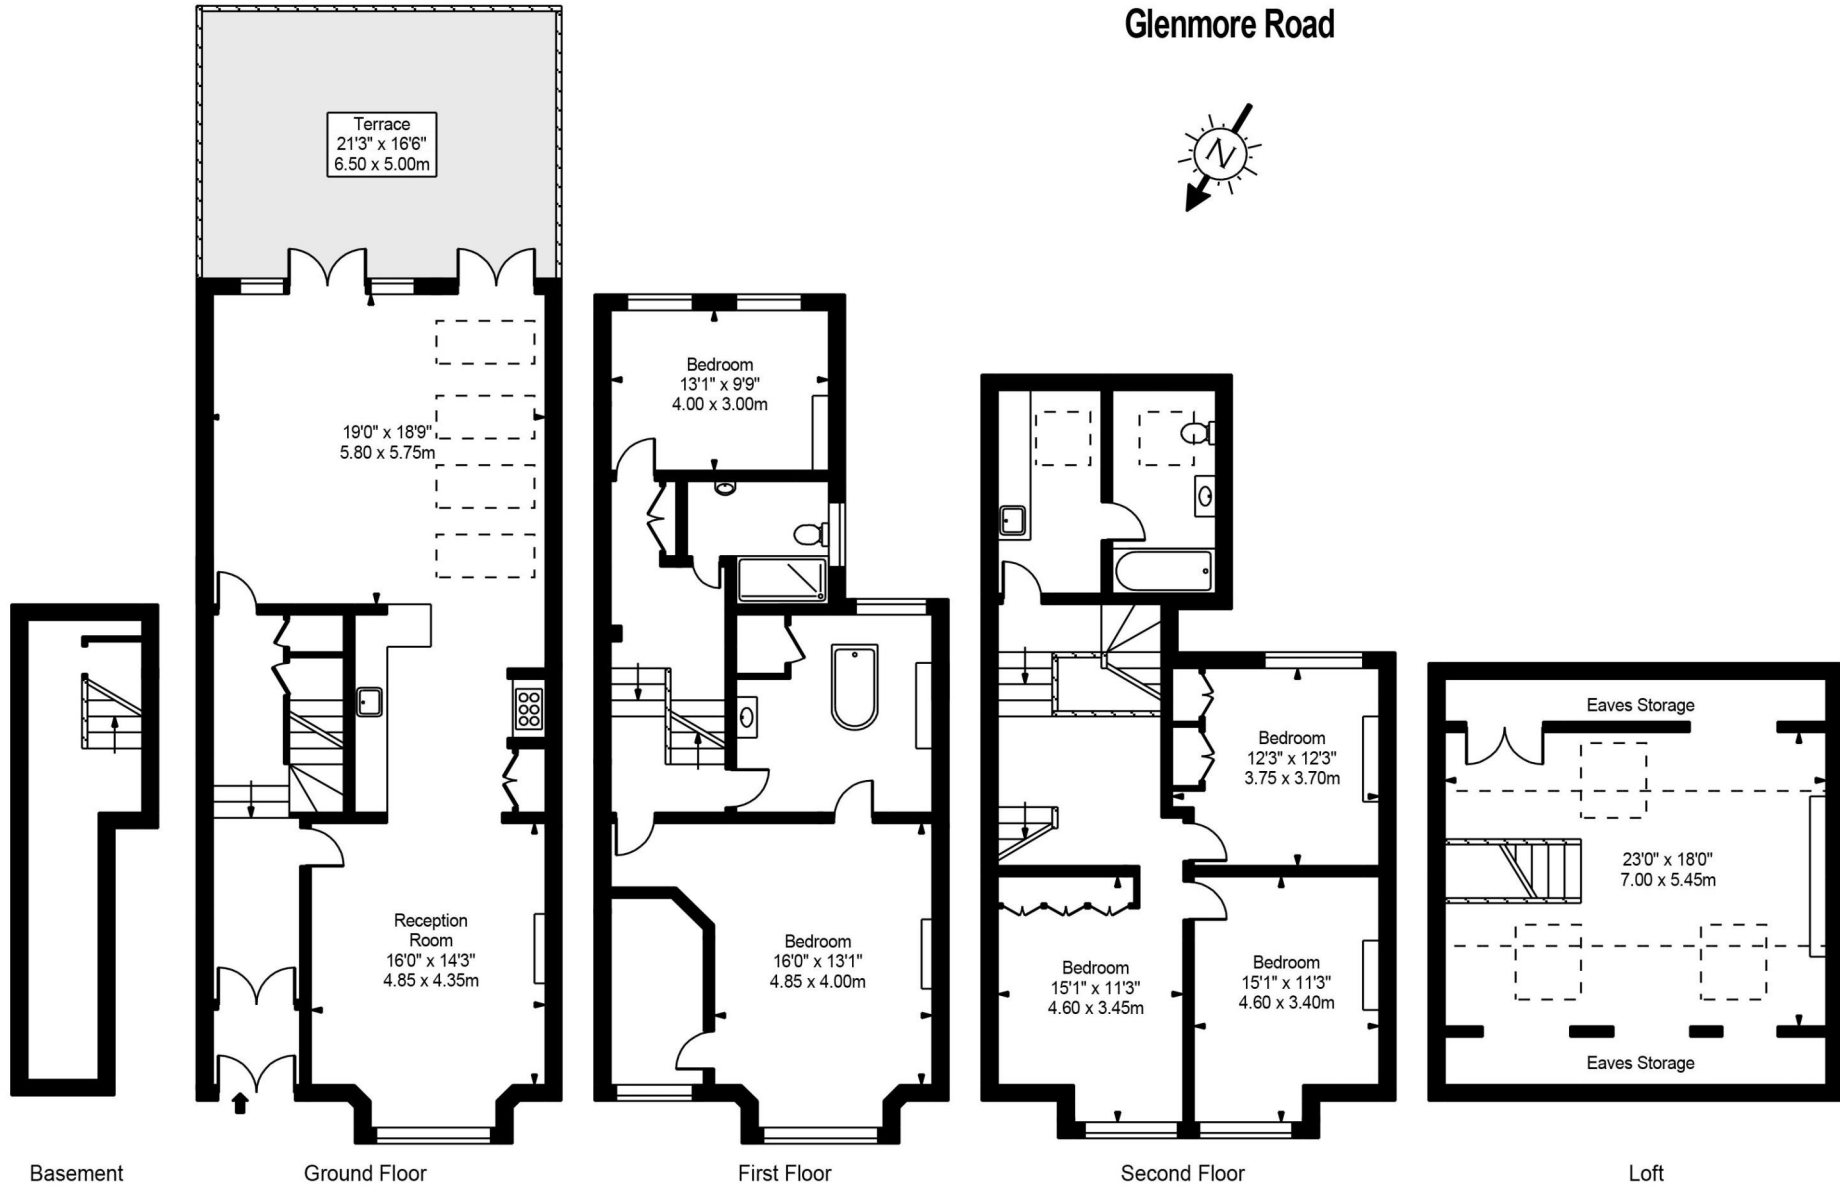 Glenmore Road
N
Terrace
21'3" x 16'6"
6.50 x 5.00m
19'0" x 18'9"
5.80 x 5.75m
Reception
Room
16'0" x 14'3"
4.85 x 4.35m
Bedroom
13'1" x 9'9"
4.00 x 3.00m
Bedroom
16'0" x 13'1"
4.85 x 4.00m
Bedroom
12'3" x 12'3"
3.75 x 3.70m
Bedroom
15'1" x 11'3"
4.60 x 3.45m
Bedroom
15'1" x 11'3"
4.60 x 3.40m
Eaves Storage
23'0" x 18'0"
7.00 x 5.45m
Eaves Storage
Basement
Ground Floor
First Floor
Second Floor
Loft